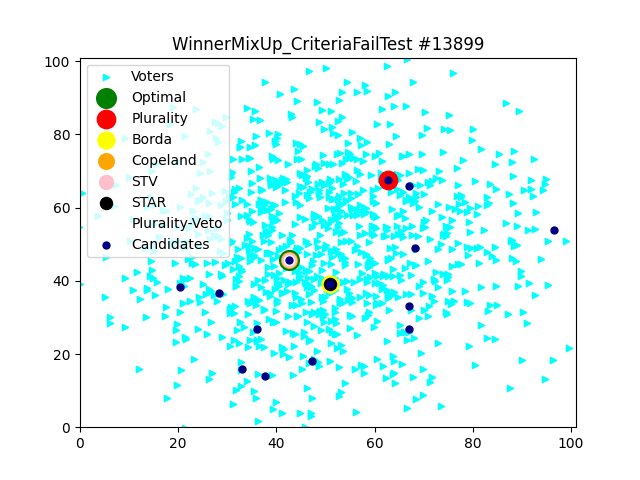 WinnerMixUp_CriteriaFailTest #13899
100
80
60
40
20
0
Voters
Optimal
Plurality
Borda
Copeland
STV
STAR
Plurality-Veto
Candidates
0 20 40 60 80 100